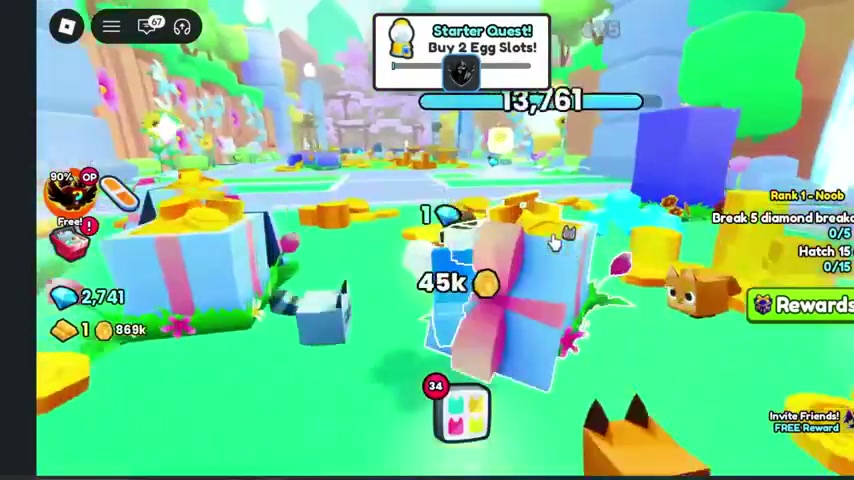 67
Starter Quest!
Buy 2 Egg Slots!
13,761
90%
OP
Free!
!
1
45k
2,741
1
869k
34
Rank 1 - Noob
Break 5 diamond breaka
0/5
Hatch 15
0/15
Rewards
Invite Friends!
FREE Reward